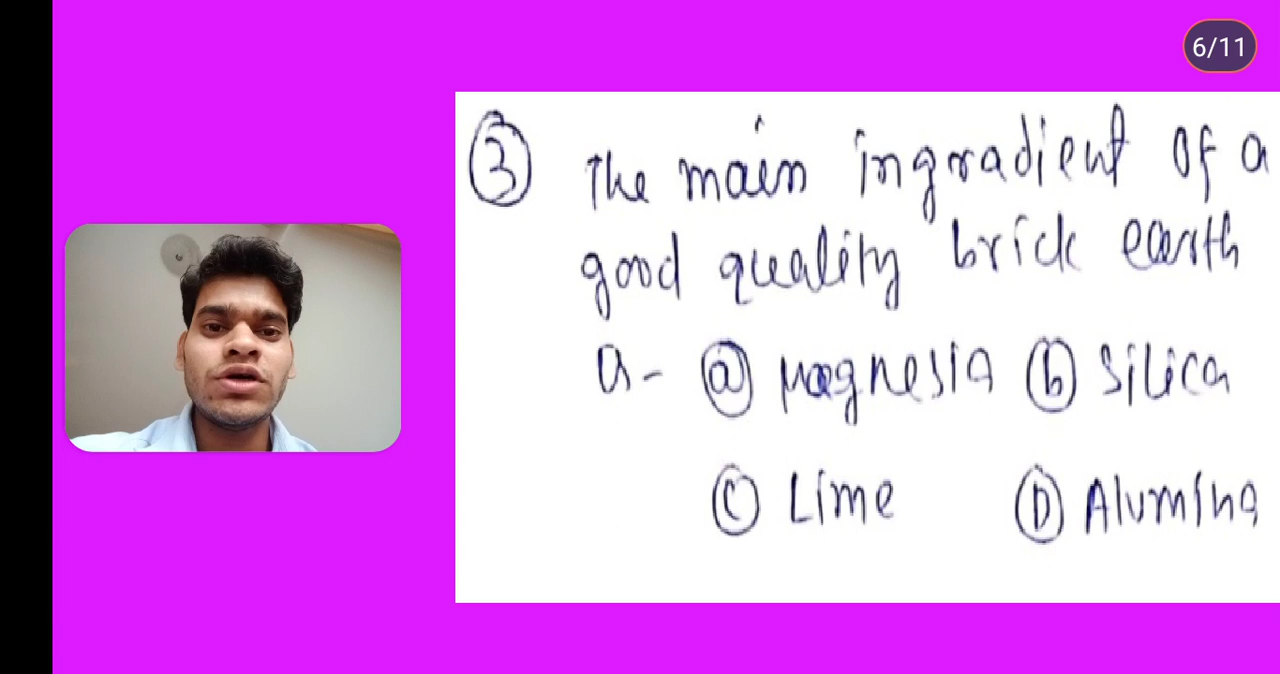 6/11
③ The main ingradient of a
good quality brick earth
a- ⓐ Magnesia ⓑ Silica
Ⓒ Lime Ⓓ Alumina